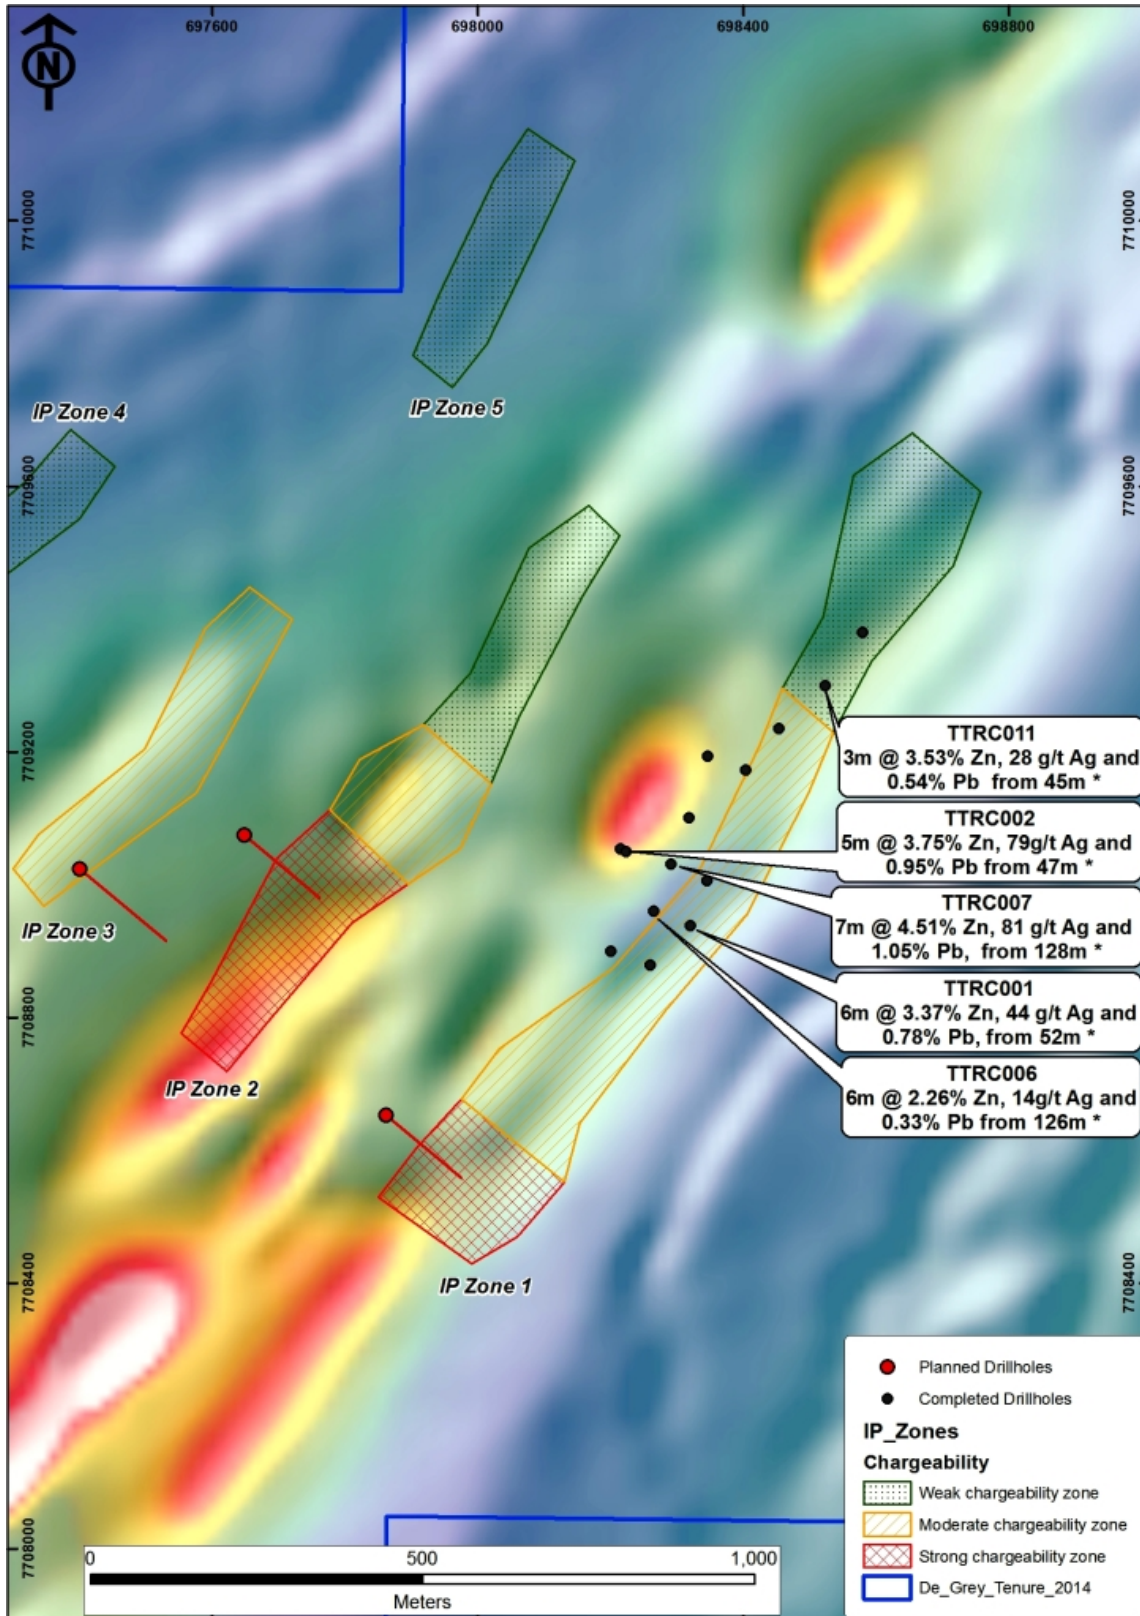 697600
698000
698400
698800
N
7710000
7710000
IP Zone 4
IP Zone 5
7709600
7709600
7709200
7709200
TTRC011
3m @ 3.53% Zn, 28 g/t Ag and
0.54% Pb from 45m *
TTRC002
5m @ 3.75% Zn, 79g/t Ag and
0.95% Pb from 47m *
TTRC007
7m @ 4.51% Zn, 81 g/t Ag and
1.05% Pb, from 128m *
IP Zone 3
TTRC001
6m @ 3.37% Zn, 44 g/t Ag and
0.78% Pb, from 52m *
7708800
7708800
TTRC006
6m @ 2.26% Zn, 14g/t Ag and
0.33% Pb from 126m *
IP Zone 2
IP Zone 1
7708400
7708400
Planned Drillholes
Completed Drillholes
IP_Zones
Chargeability
Weak chargeability zone
Moderate chargeability zone
Strong chargeability zone
De_Grey_Tenure_2014
7708000
0 500 1,000
Meters